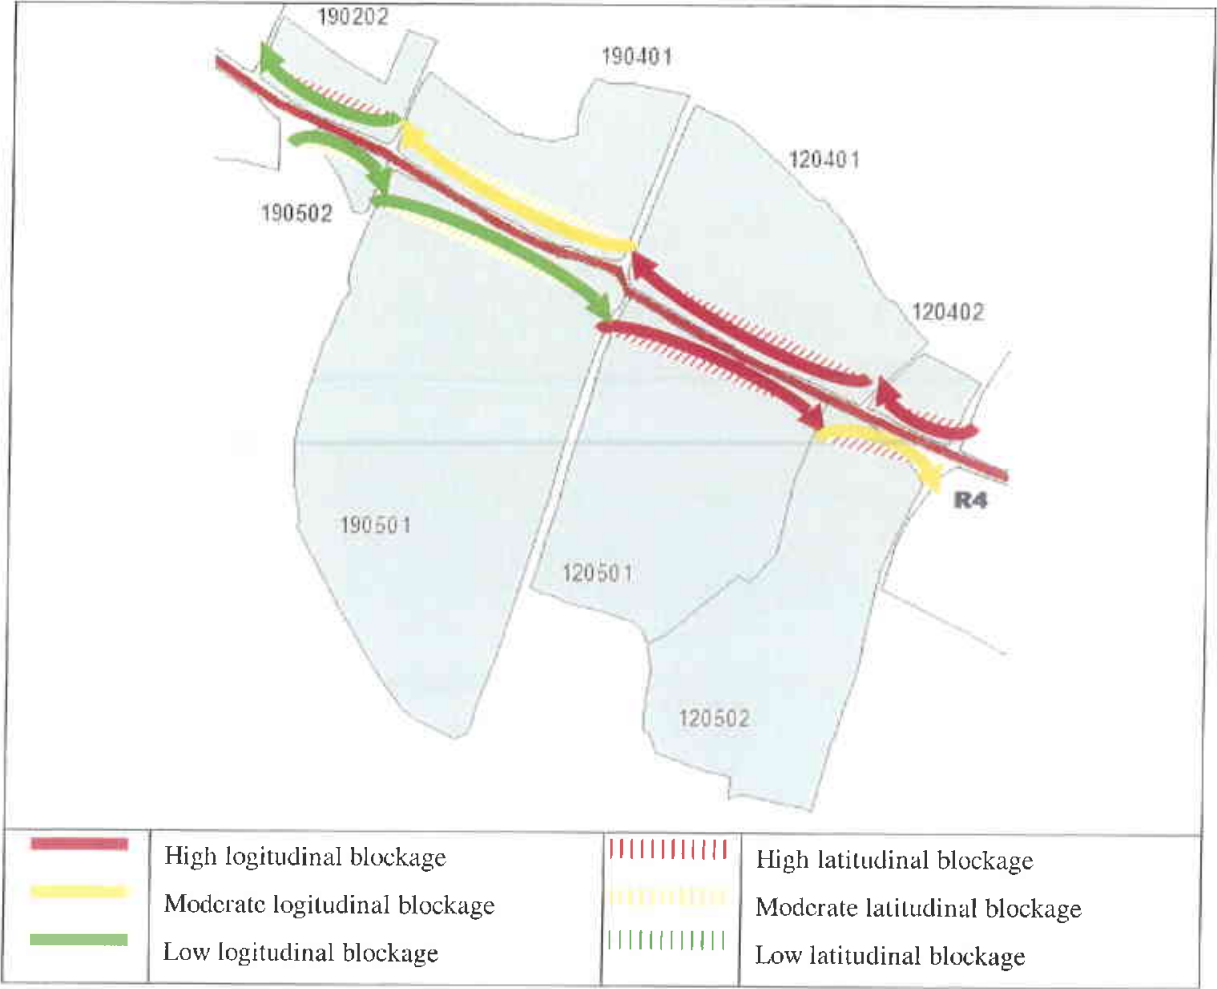 190202
190401
120401
190502
120402
R4
190501
120501
120502
High logitudinal blockage
High latitudinal blockage
Moderate logitudinal blockage
Moderate latitudinal blockage
Low logitudinal blockage
Low latitudinal blockage